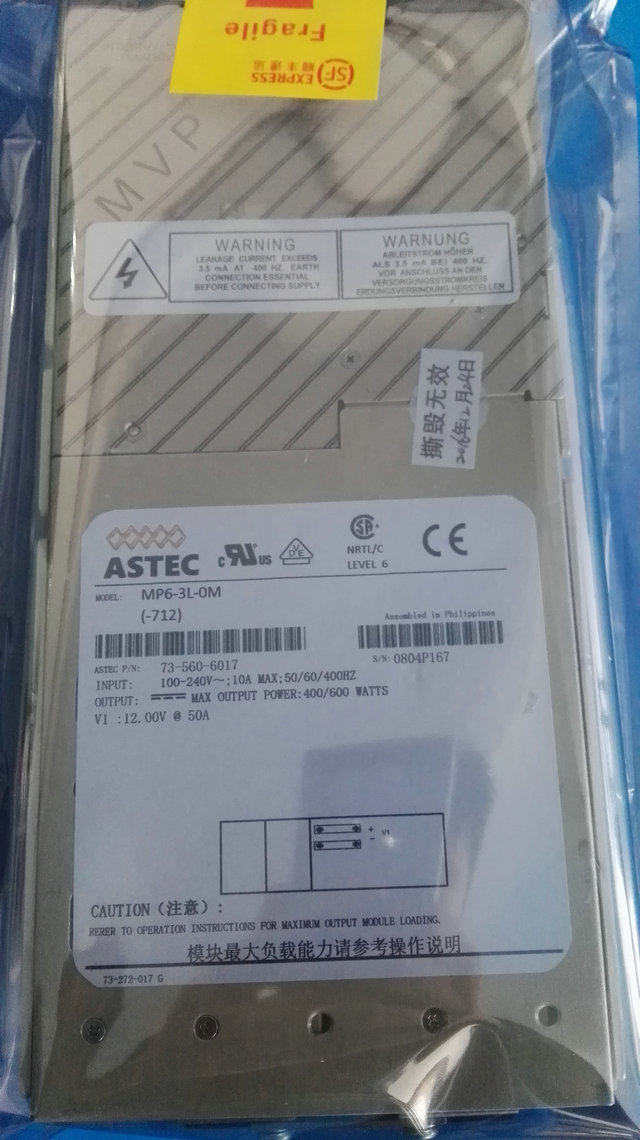 Fragile
SF EXPRESS
顺丰速运
MVP
WARNING
LEAKAGE CURRENT EXCEEDS
3.5 mA AT 400 HZ. EARTH
CONNECTION ESSENTIAL
BEFORE CONNECTING SUPPLY
WARNUNG
ABLEITSTROM HÖHER
ALS 3.5 mA BEI 400 HZ.
VOR ANSCHLUSS AN DEN
VERSORGUNGSSTROMKREIS
ERDUNGSVERBINDUNG HERSTELLEN
撕毁无效
2016年12月24日
ASTEC
C RU US
VDE
SA
NRTL/C
LEVEL 6
CE
MODEL: MP6-3L-0M
(-712)
Assembled in Philippines
ASTEC P/N: 73-560-6017
S/N: 0804P167
INPUT: 100-240V~;10A MAX;50/60/400HZ
OUTPUT: MAX OUTPUT POWER:400/600 WATTS
V1 :12.00V @ 50A
+ V1
-
CAUTION (注意) :
RERER TO OPERATION INSTRUCTIONS FOR MAXIMUM OUTPUT MODULE LOADING.
模块最大负载能力请参考操作说明
73-272-017 G